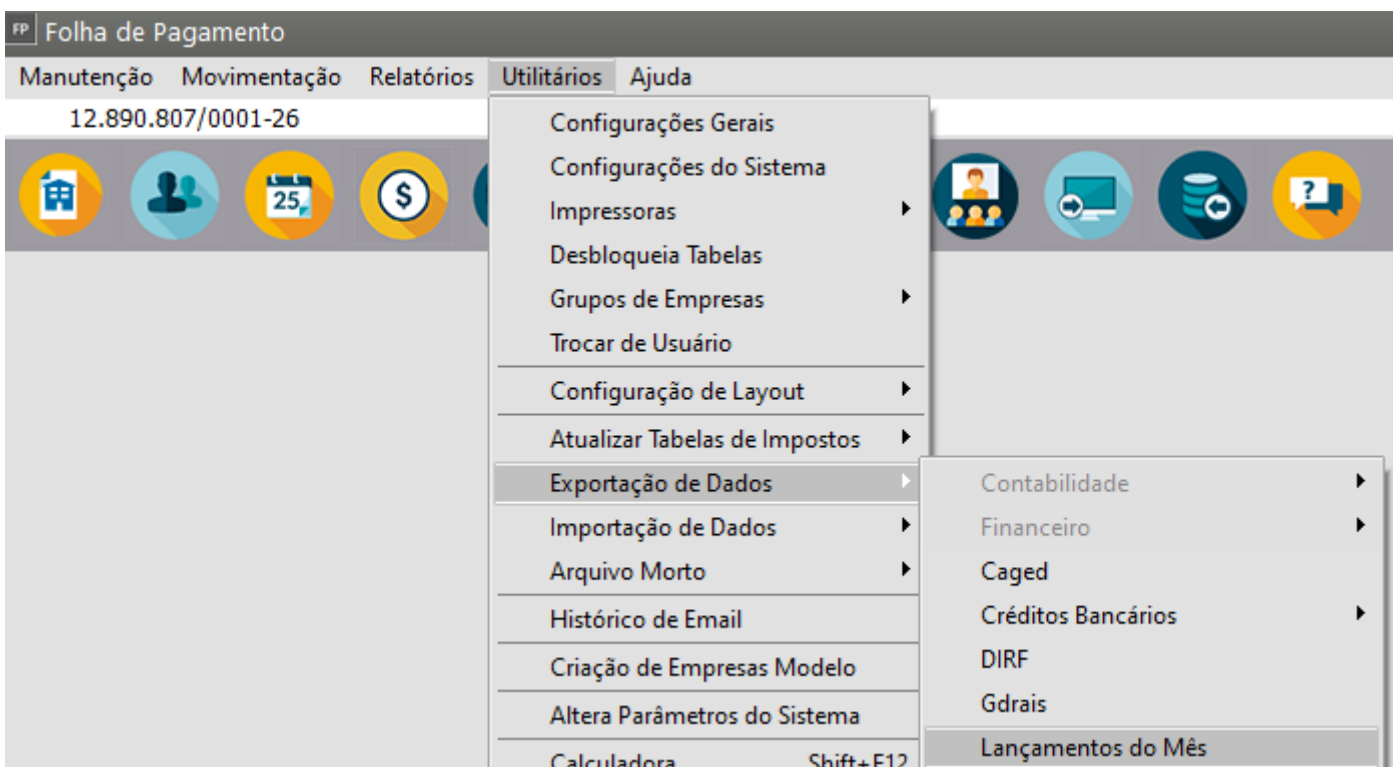 FP Folha de Pagamento
Manutenção Movimentação Relatórios Utilitários Ajuda
12.890.807/0001-26
25
$
?
Configurações Gerais
Configurações do Sistema
Impressoras
Desbloqueia Tabelas
Grupos de Empresas
Trocar de Usuário
Configuração de Layout
Atualizar Tabelas de Impostos
Exportação de Dados
Importação de Dados
Arquivo Morto
Histórico de Email
Criação de Empresas Modelo
Altera Parâmetros do Sistema
Calculadora Shift+F12
Contabilidade
Financeiro
Caged
Créditos Bancários
DIRF
Gdrais
Lançamentos do Mês